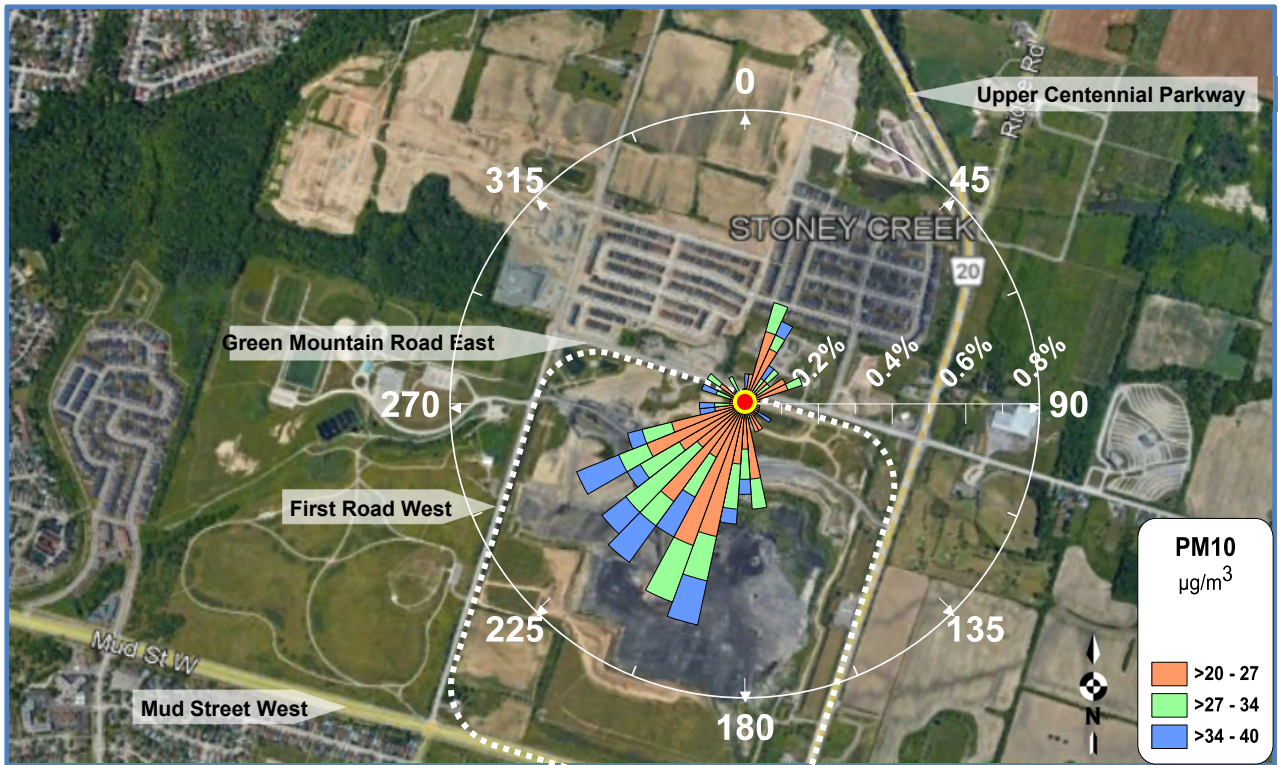 0
Upper Centennial Parkway
Ridge Rd
315
45
STONEY CREEK
20
Green Mountain Road East
0.2%
0.4%
0.6%
0.8%
270
90
First Road West
PM10
µg/m3
225
135
Mud St W
>20 - 27
Mud Street West
N
>27 - 34
180
>34 - 40